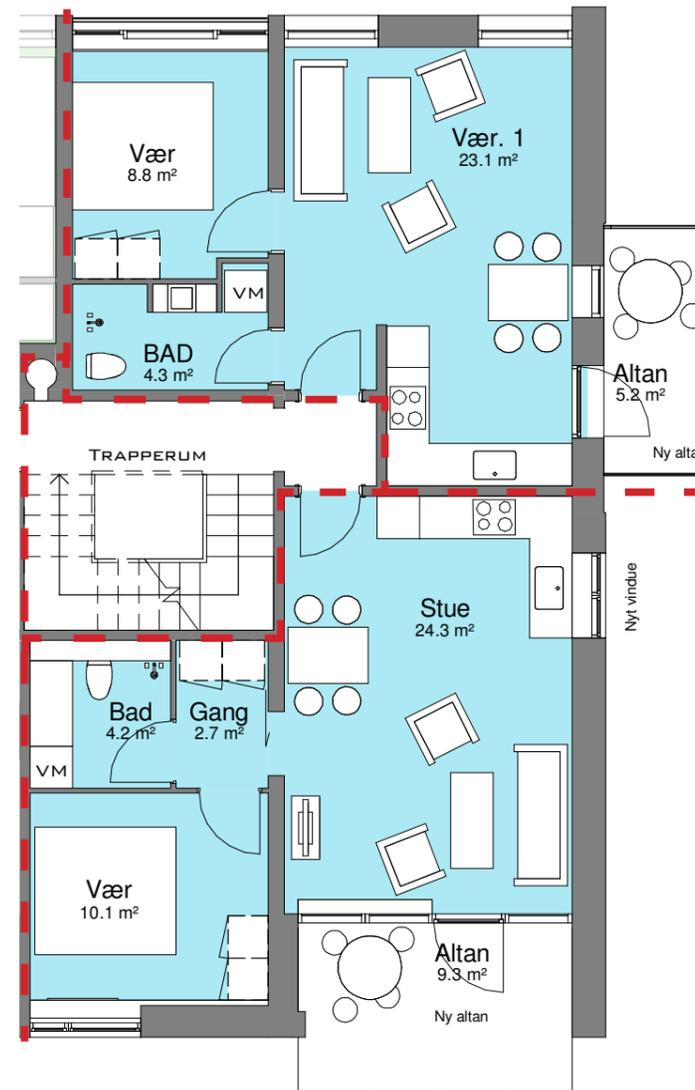 Vær
8.8 m²
Vær. 1
23.1 m²
VM
BAD
4.3 m²
Altan
5.2 m²
Ny alta
TRAPPERUM
Nyt vindue
Stue
24.3 m²
Bad
4.2 m²
Gang
2.7 m²
VM
Vær
10.1 m²
Altan
9.3 m²
Ny altan